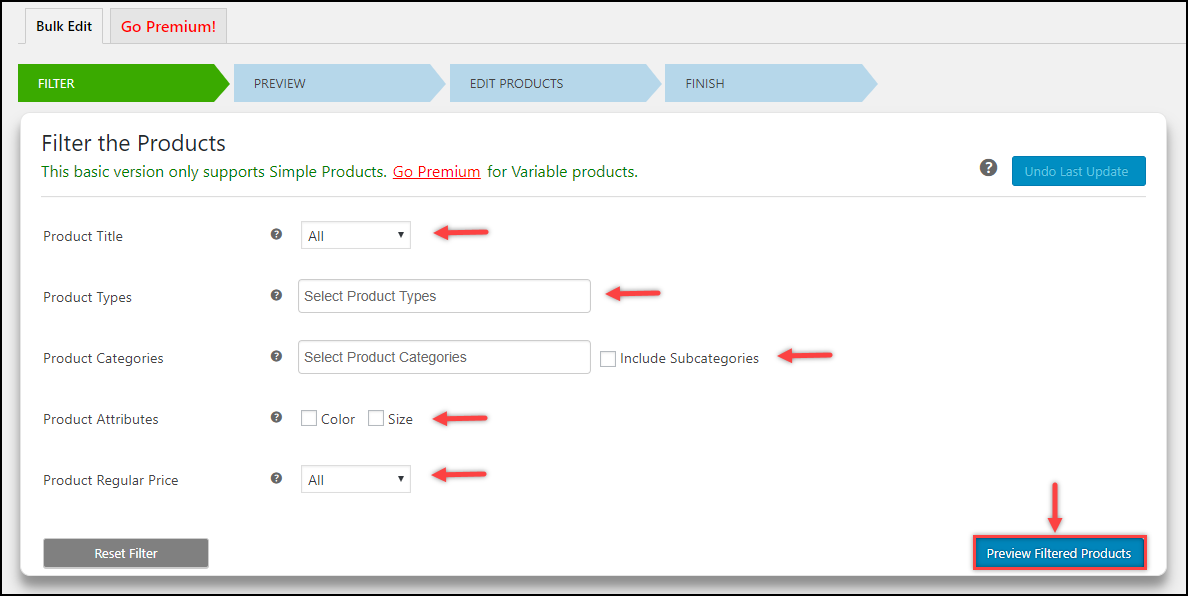 Bulk Edit Go Premium!
FILTER PREVIEW EDIT PRODUCTS FINISH
Filter the Products
This basic version only supports Simple Products. Go Premium for Variable products.
? Undo Last Update
Product Title ? All
Product Types ? Select Product Types
Product Categories ? Select Product Categories Include Subcategories
Product Attributes ? Color Size
Product Regular Price ? All
Reset Filter Preview Filtered Products